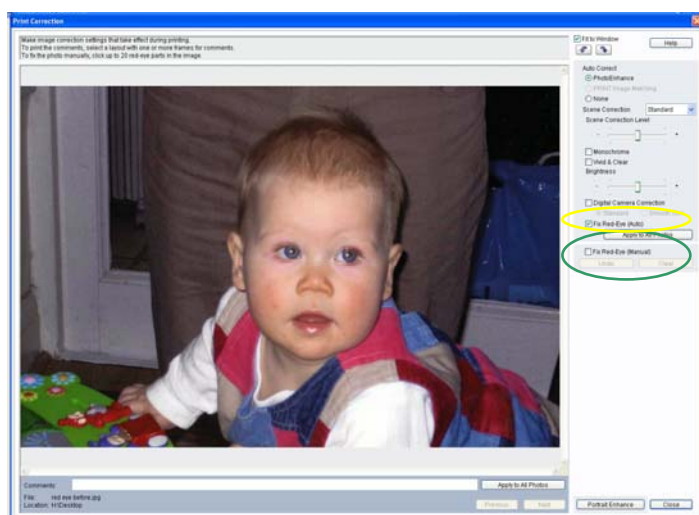 Print Correction
Make image correction settings that take effect during printing.
To print the comments, select a layout with one or more frames for comments.
To fix the photo manually, click up to 20 red eye parts in the image.
Fit to Window
Help
Auto Correct
PhotoEnhance
PRINT Image Matching
None
Scene Correction Standard
Scene Correction Level
- +
Monochrome
Vivid & Clear
Brightness
- +
Digital Camera Correction
Standard Smooth
Fix Red-Eye (Auto)
Apply to All Photos
Fix Red-Eye (Manual)
Undo Clear
Comments: Apply to All Photos
File: red eye before.jpg
Location: H:\Desktop
Previous Next
Portrait Enhance Close